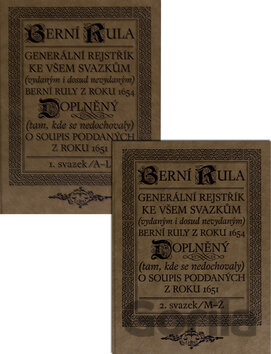 Berní Rula
GENERÁLNÍ REJSTŘÍK
KE VŠEM SVAZKŮM
(vydaným i dosud nevydaným)
BERNÍ RULY Z ROKU 1654
Doplněný
(tam, kde se nedochovaly)
O SOUPIS PODDANÝCH
Z ROKU 1651
1. svazek/A–L
Berní Rula
GENERÁLNÍ REJSTŘÍK
KE VŠEM SVAZKŮM
(vydaným i dosud nevydaným)
BERNÍ RULY Z ROKU 1654
Doplněný
(tam, kde se nedochovaly)
O SOUPIS PODDANÝCH
Z ROKU 1651
2. svazek/M–Ž
Gorila